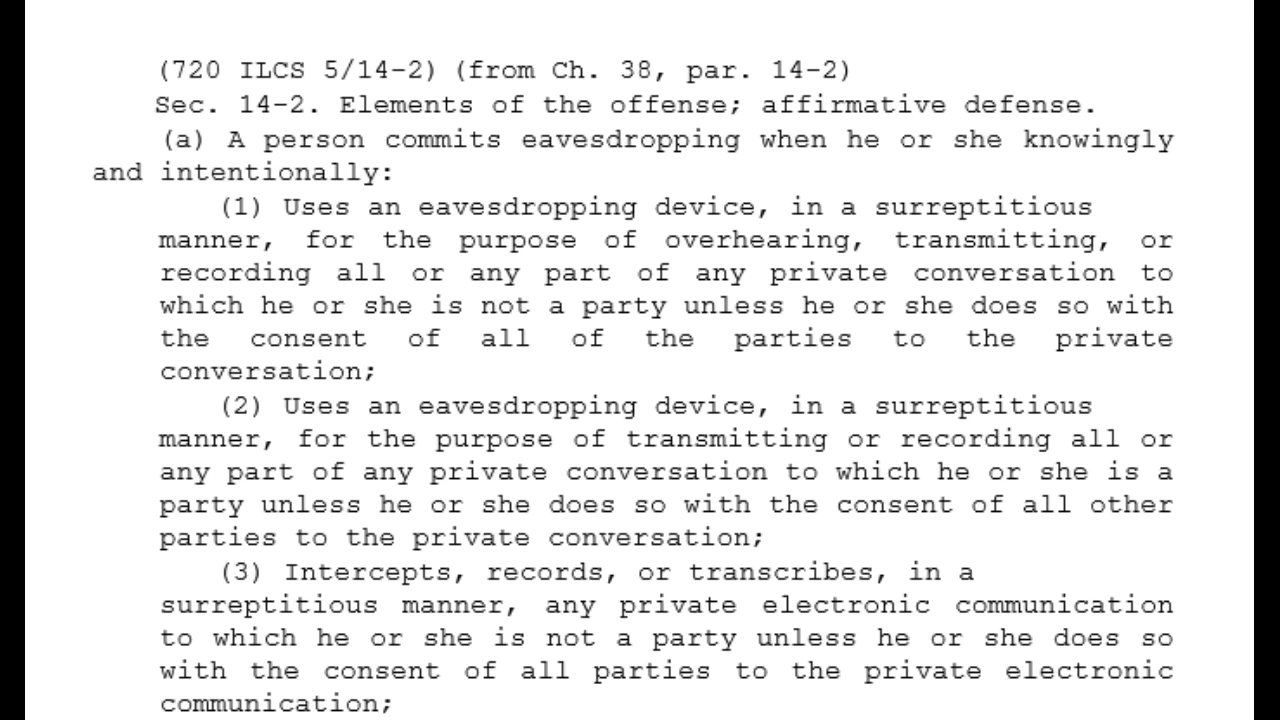 (720 ILCS 5/14-2) (from Ch. 38, par. 14-2)
Sec. 14-2. Elements of the offense; affirmative defense.
(a) A person commits eavesdropping when he or she knowingly
and intentionally:
(1) Uses an eavesdropping device, in a surreptitious
manner, for the purpose of overhearing, transmitting, or
recording all or any part of any private conversation to
which he or she is not a party unless he or she does so with
the consent of all of the parties to the private
conversation;
(2) Uses an eavesdropping device, in a surreptitious
manner, for the purpose of transmitting or recording all or
any part of any private conversation to which he or she is a
party unless he or she does so with the consent of all other
parties to the private conversation;
(3) Intercepts, records, or transcribes, in a
surreptitious manner, any private electronic communication
to which he or she is not a party unless he or she does so
with the consent of all parties to the private electronic
communication;